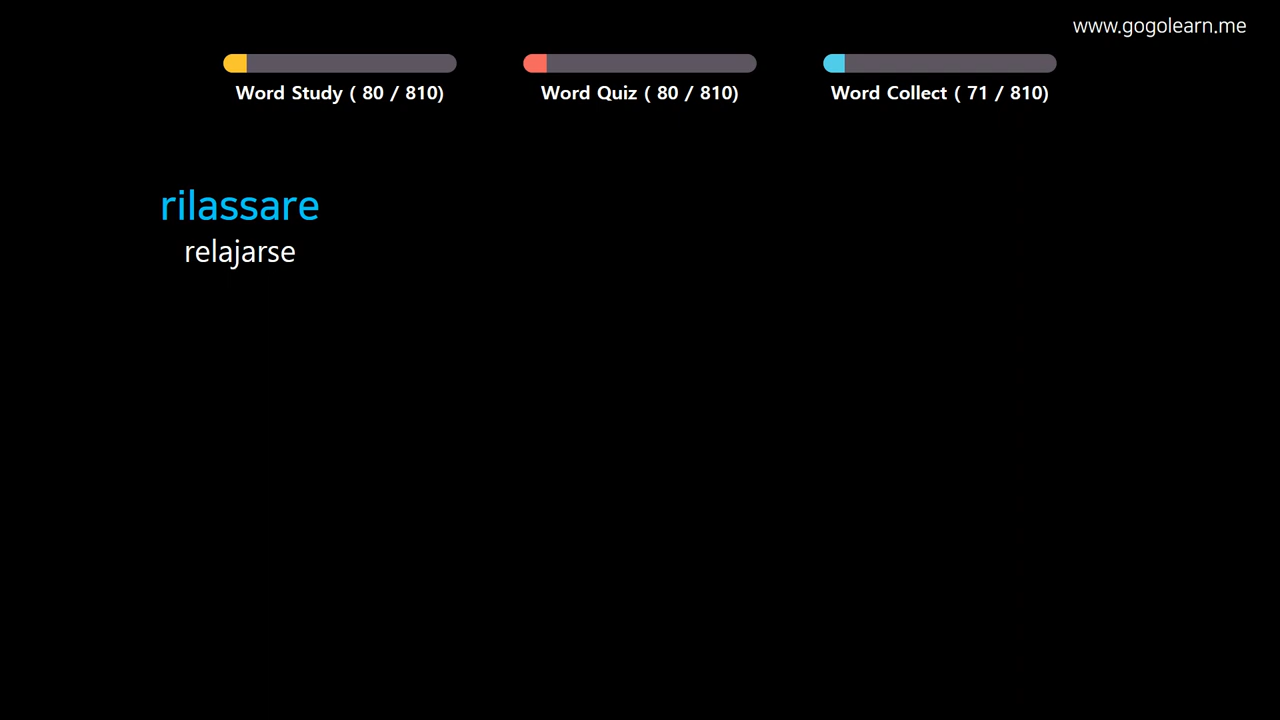 www.gogolearn.me
Word Study ( 80 / 810)
Word Quiz ( 80 / 810)
Word Collect ( 71 / 810)
rilassare
relajarse